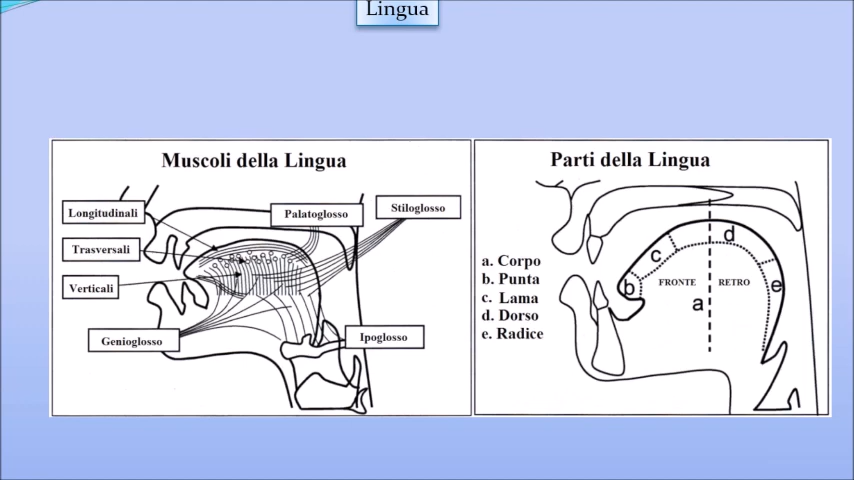 Lingua
Muscoli della Lingua
Longitudinali
Trasversali
Verticali
Genioglosso
Palatoglosso
Stiloglosso
Ipoglosso
Parti della Lingua
a. Corpo
b. Punta
c. Lama
d. Dorso
e. Radice
b
c
d
e
FRONTE
RETRO
a